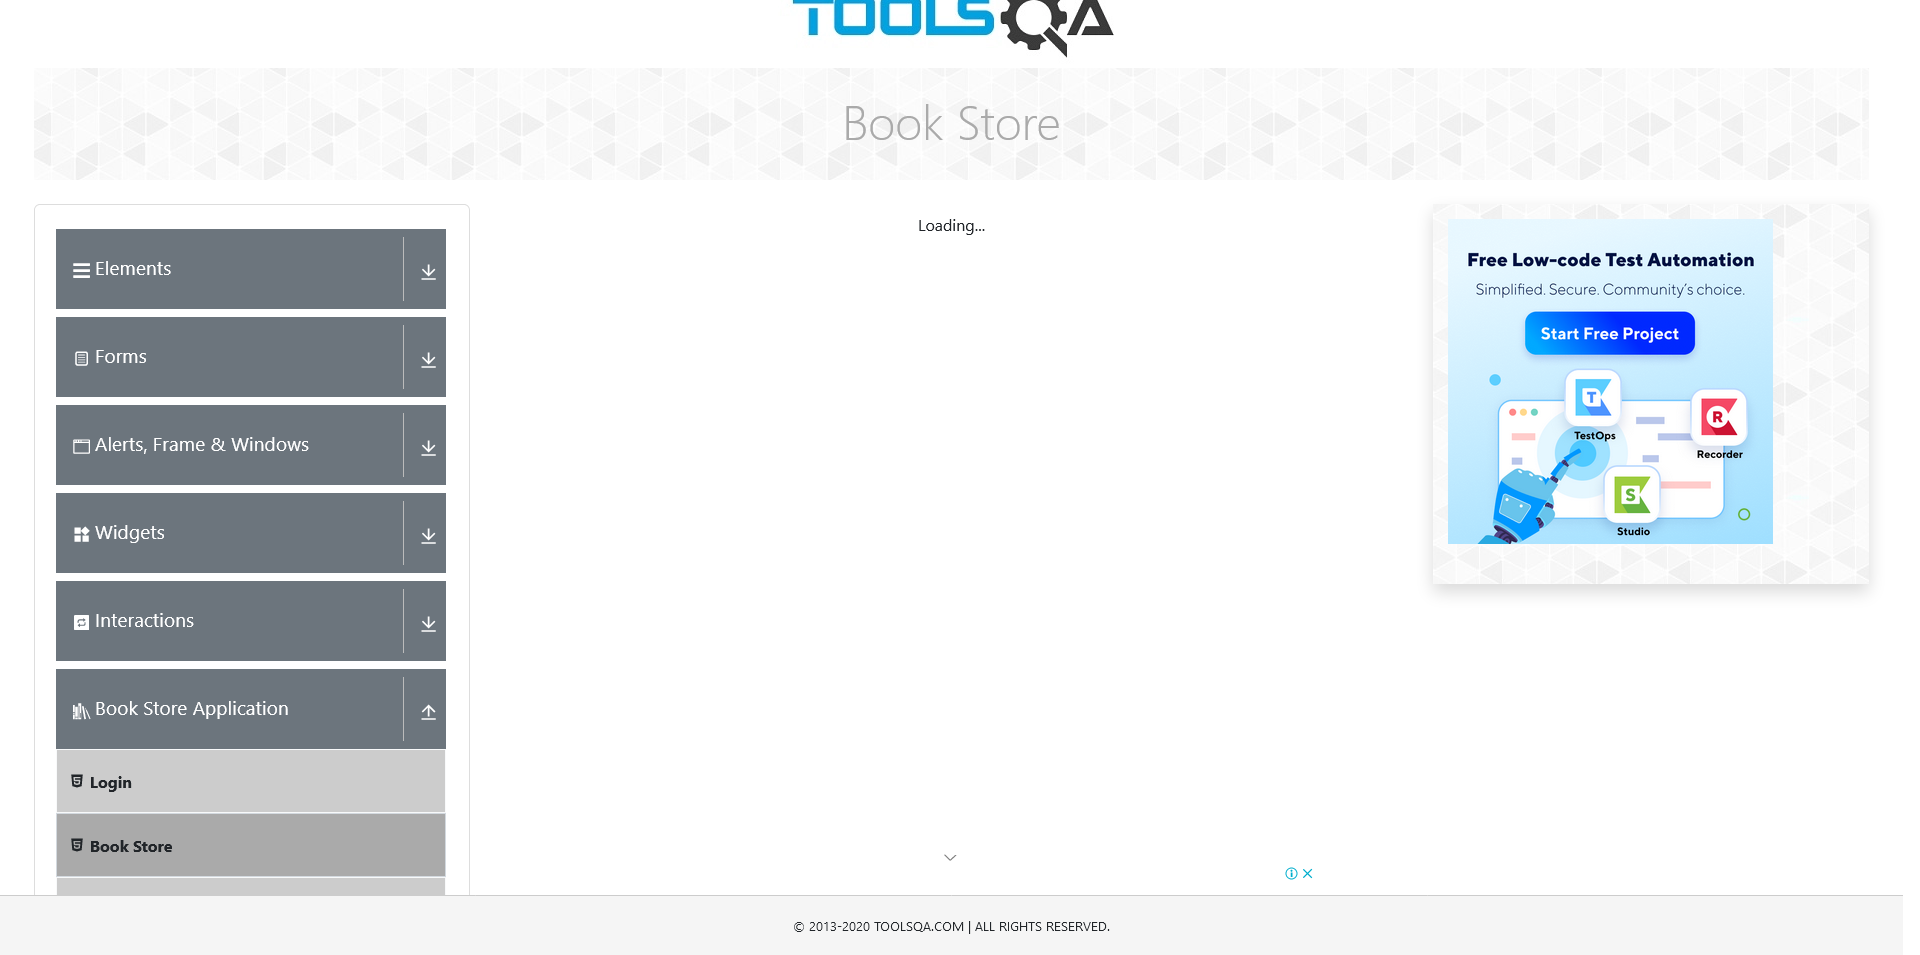 TOOLSQA
Book Store
Elements
Forms
Alerts, Frame & Windows
Widgets
Interactions
Book Store Application
Login
Book Store
Loading...
Free Low-code Test Automation
Simplified. Secure. Community's choice.
Start Free Project
T
TestOps
R
Recorder
S
Studio
© 2013-2020 TOOLSQA.COM | ALL RIGHTS RESERVED.